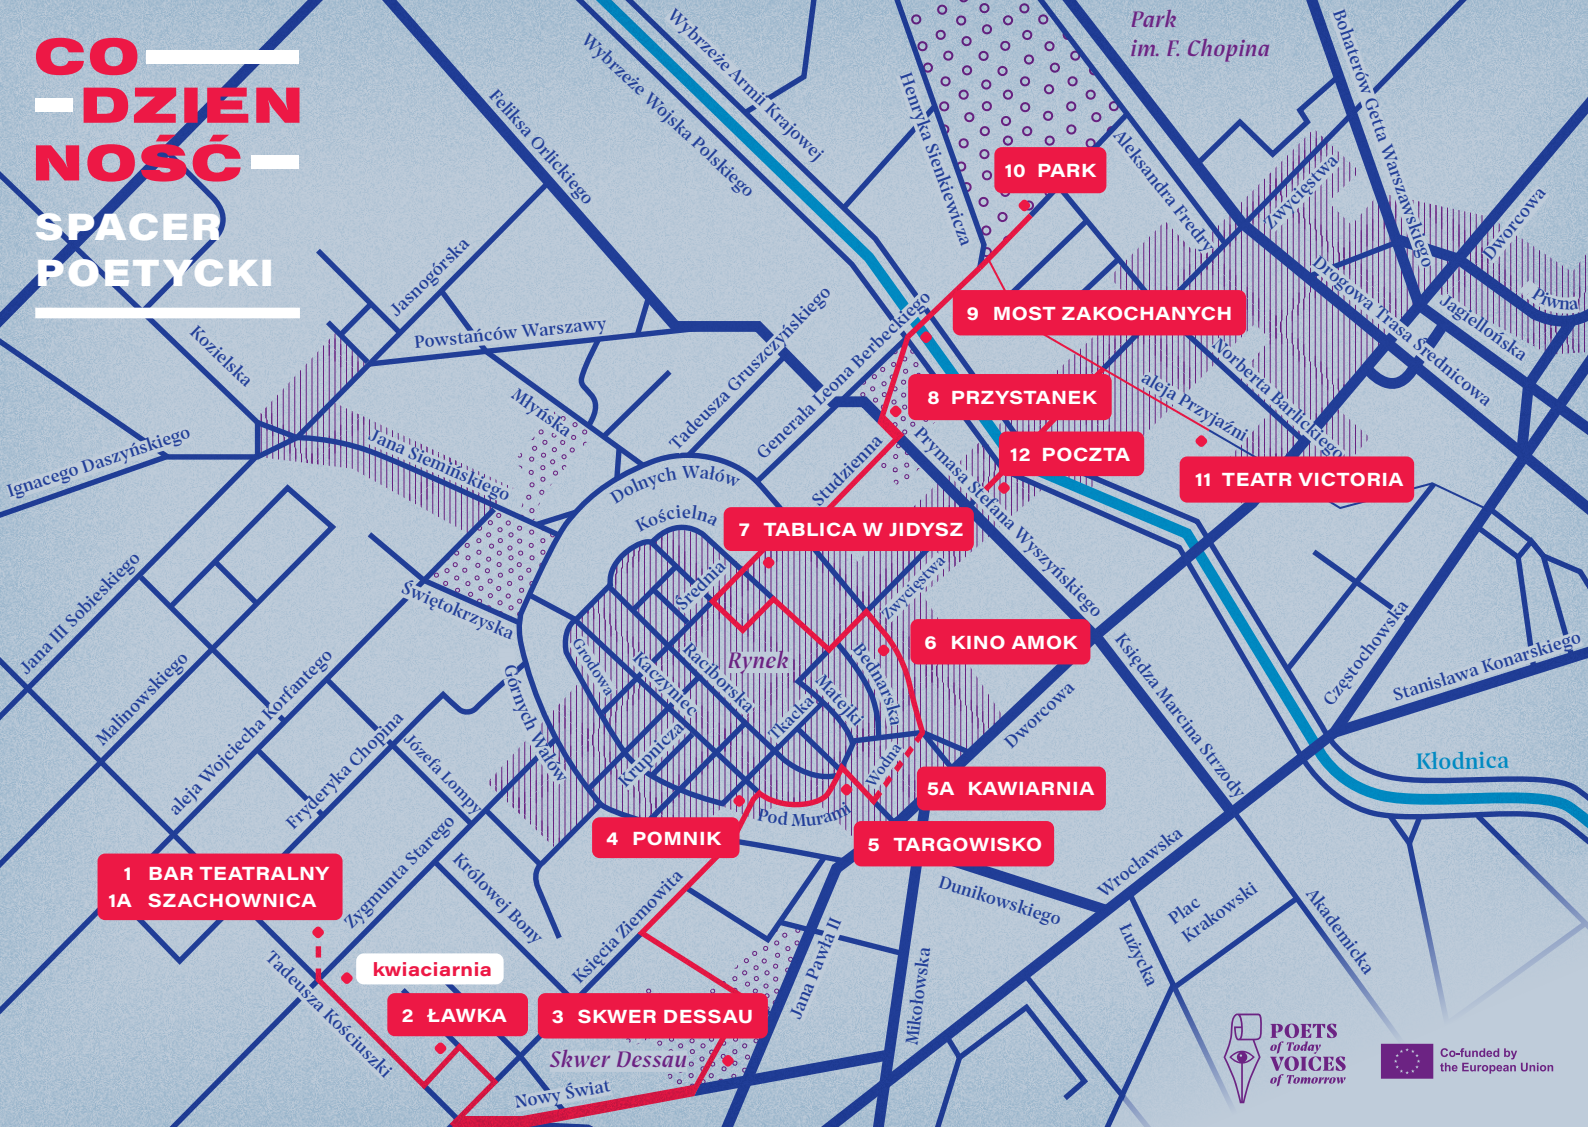 CO
DZIEN
NOŚĆ
SPACER
POETYCKI
Park
im. F. Chopina
Wybrzeże Armii Krajowej
Wybrzeże Wojska Polskiego
Feliksa Orlickiego
Henryka Sienkiewicza
Aleksandra Fredry
Zwycięstwa
Bohaterów Getta Warszawskiego
Dworcowa
Piwna
Jagiellońska
Drogowa Trasa Średnicowa
10 PARK
9 MOST ZAKOCHANYCH
8 PRZYSTANEK
12 POCZTA
11 TEATR VICTORIA
Norberta Barlickiego
aleja Przyjaźni
Jasnogórska
Powstańców Warszawy
Kozielska
Młyńska
Tadeusza Gruszczyńskiego
Generała Leona Berbeckiego
Ignacego Daszyńskiego
Jana Siemińskiego
Dolnych Wałów
Studzienna
Prymasa Stefana Wyszyńskiego
Kościelna
7 TABLICA W JIDYSZ
Średnia
Zwycięstwa
Jana III Sobieskiego
Świętokrzyska
6 KINO AMOK
Rynek
Grodowa
Kaczyniec
Raciborska
Matejki
Bednarska
Tkacka
Krupnicza
Górnych Wałów
Malinowskiego
aleja Wojciecha Korfantego
Fryderyka Chopina
Józefa Lompy
Dworcowa
Księdza Marcina Strzody
Częstochowska
Stanisława Konarskiego
Kłodnica
Wodna
5A KAWIARNIA
Pod Murami
4 POMNIK
5 TARGOWISKO
1 BAR TEATRALNY
1A SZACHOWNICA
Zygmunta Starego
Królowej Bony
Księcia Ziemowita
Dunikowskiego
Wrocławska
Plac
Krakowski
Akademicka
Łużycka
Jana Pawła II
Mikołowska
kwiaciarnia
Tadeusza Kościuszki
2 ŁAWKA
3 SKWER DESSAU
Skwer Dessau
Nowy Świat
POETS
of Today
VOICES
of Tomorrow
Co-funded by
the European Union